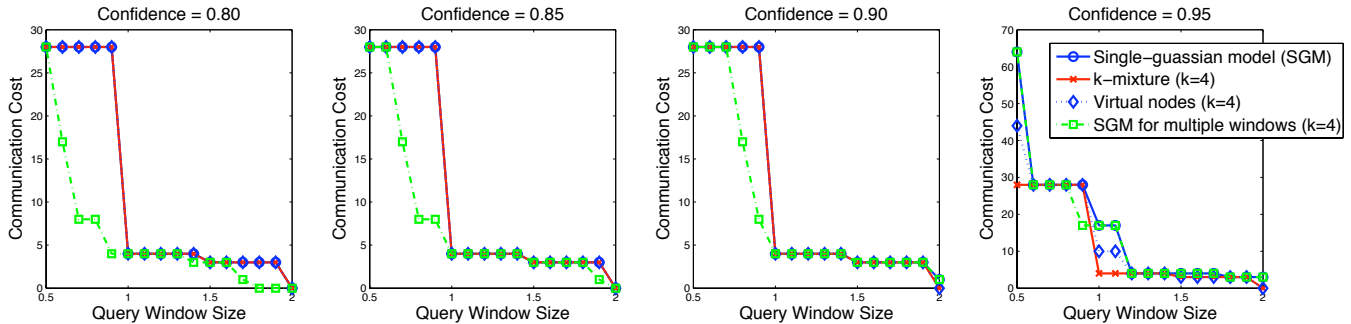 Confidence = 0.80
30
25
20
15
10
5
0
0.5
1
1.5
2
Communication Cost
Query Window Size
Confidence = 0.85
30
25
20
15
10
5
0
0.5
1
1.5
2
Communication Cost
Query Window Size
Confidence = 0.90
30
25
20
15
10
5
0
0.5
1
1.5
2
Communication Cost
Query Window Size
Confidence = 0.95
70
60
50
40
30
20
10
0
0.5
1
1.5
2
Communication Cost
Query Window Size
Single-guassian model (SGM)
k-mixture (k=4)
Virtual nodes (k=4)
SGM for multiple windows (k=4)